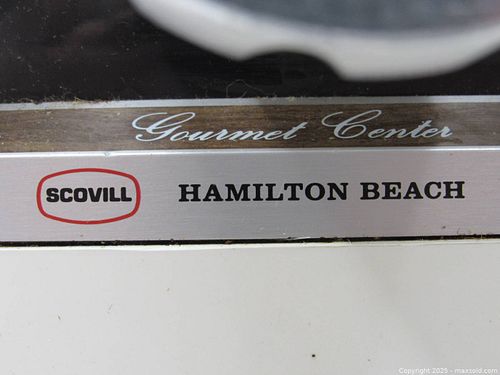 Gourmet Center
SCOVILL HAMILTON BEACH
Copyright 2025 - maxsold.com